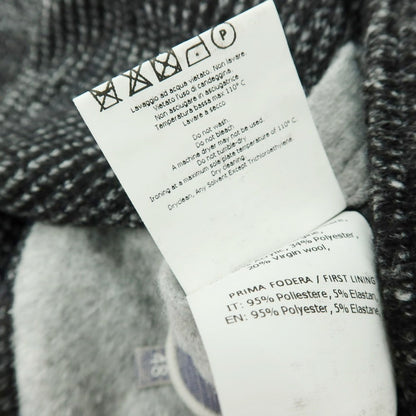 P
Lavaggio ad acqua vietato. Non lavare.
Vietato l'uso di candeggina.
Non asciugare in asciugatrice
Temperatura bassa max 110° C
Lavare a secco
Do not wash.
Do not bleach
A machine dryer may not be used.
Do not tumble-dry
Ironing at a maximum sole plate temperature of 110° C.
Dry cleaning
Dryclean, Any Solvent Except Trichlorethylene
34% Polyester,
20% Virgin wool,
PRIMA FODERA / FIRST LINING
IT: 95% Poliestere, 5% Elastan
EN: 95% Polyester, 5% Elastane
48